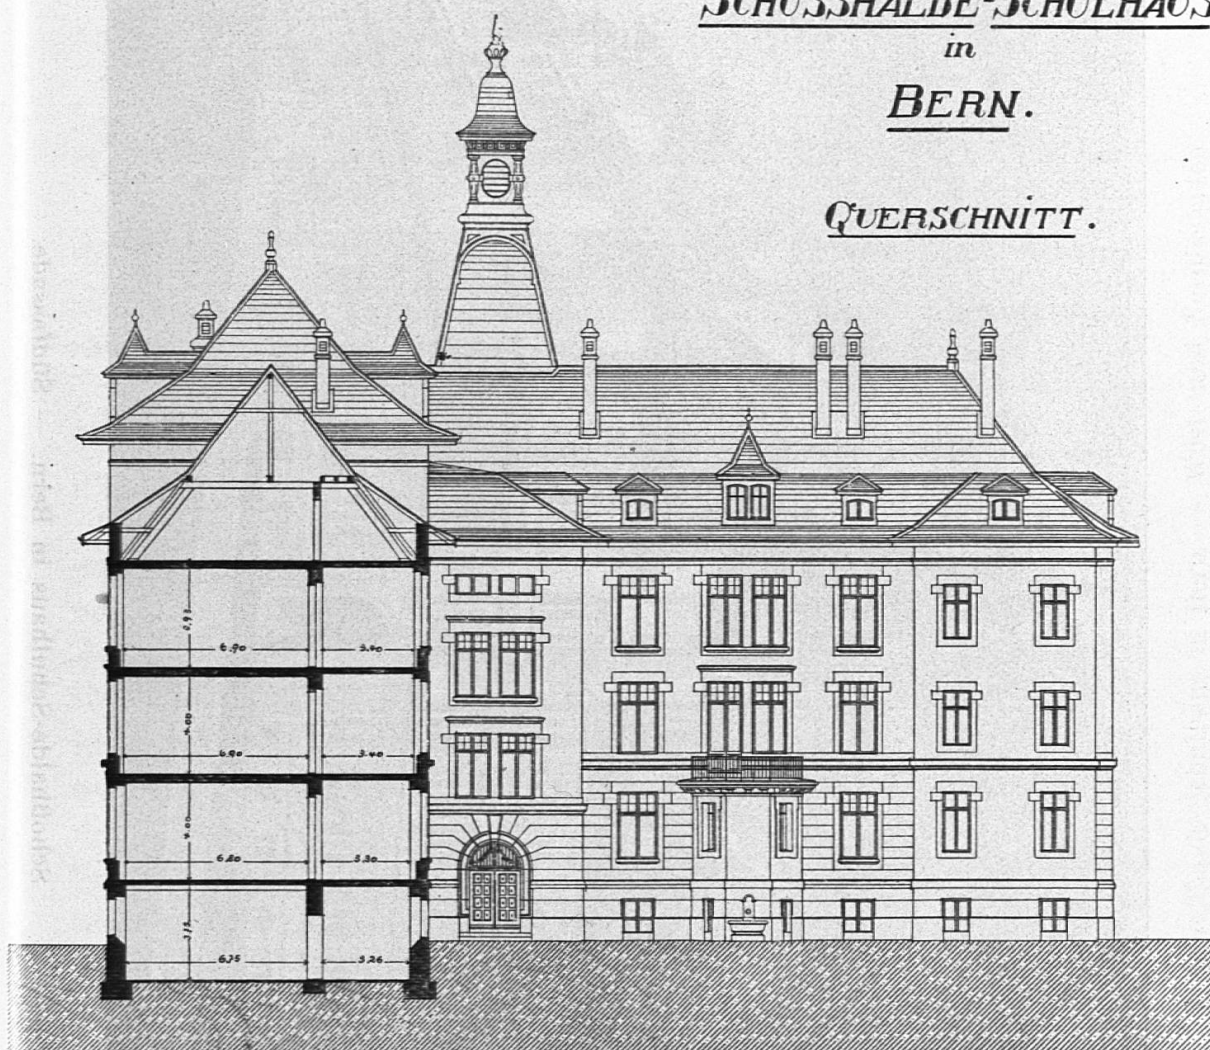 SCHOSSHALDE-SCHULHAUS
in
BERN.
QUERSCHNITT.
6.90 3.40
4.00
6.90 3.40
4.00
6.80 3.30
6.75 3.26